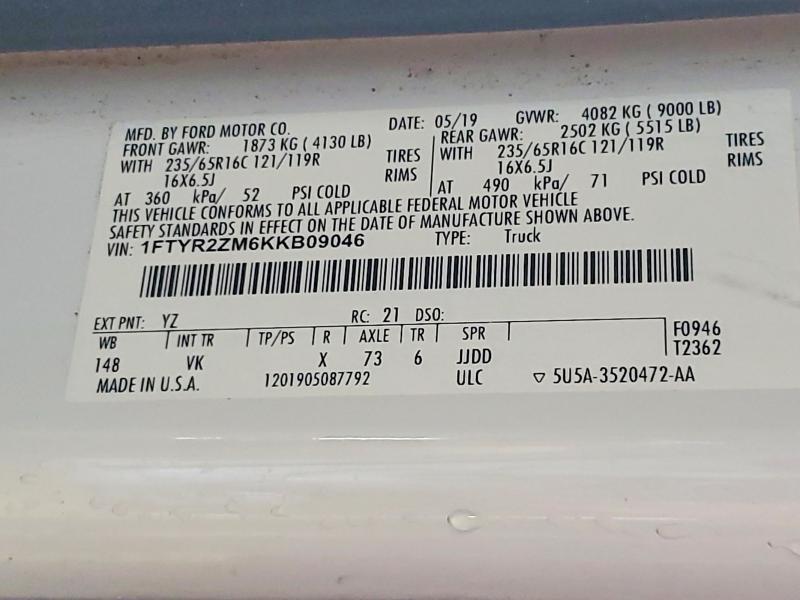 MFD. BY FORD MOTOR CO. DATE: 05/19 GVWR: 4082 KG ( 9000 LB)
FRONT GAWR: 1873 KG ( 4130 LB) REAR GAWR: 2502 KG ( 5515 LB)
WITH 235/65R16C 121/119R TIRES WITH 235/65R16C 121/119R TIRES
16X6.5J RIMS 16X6.5J RIMS
AT 360 kPa/ 52 PSI COLD AT 490 kPa/ 71 PSI COLD
THIS VEHICLE CONFORMS TO ALL APPLICABLE FEDERAL MOTOR VEHICLE
SAFETY STANDARDS IN EFFECT ON THE DATE OF MANUFACTURE SHOWN ABOVE.
VIN: 1FTYR2ZM6KKB09046 TYPE: Truck
EXT PNT: YZ RC: 21 DSO:
WB INT TR TP/PS R AXLE TR SPR F0946
148 VK X 73 6 JJDD T2362
MADE IN U.S.A. 1201905087792 ULC ▽ 5U5A-3520472-AA